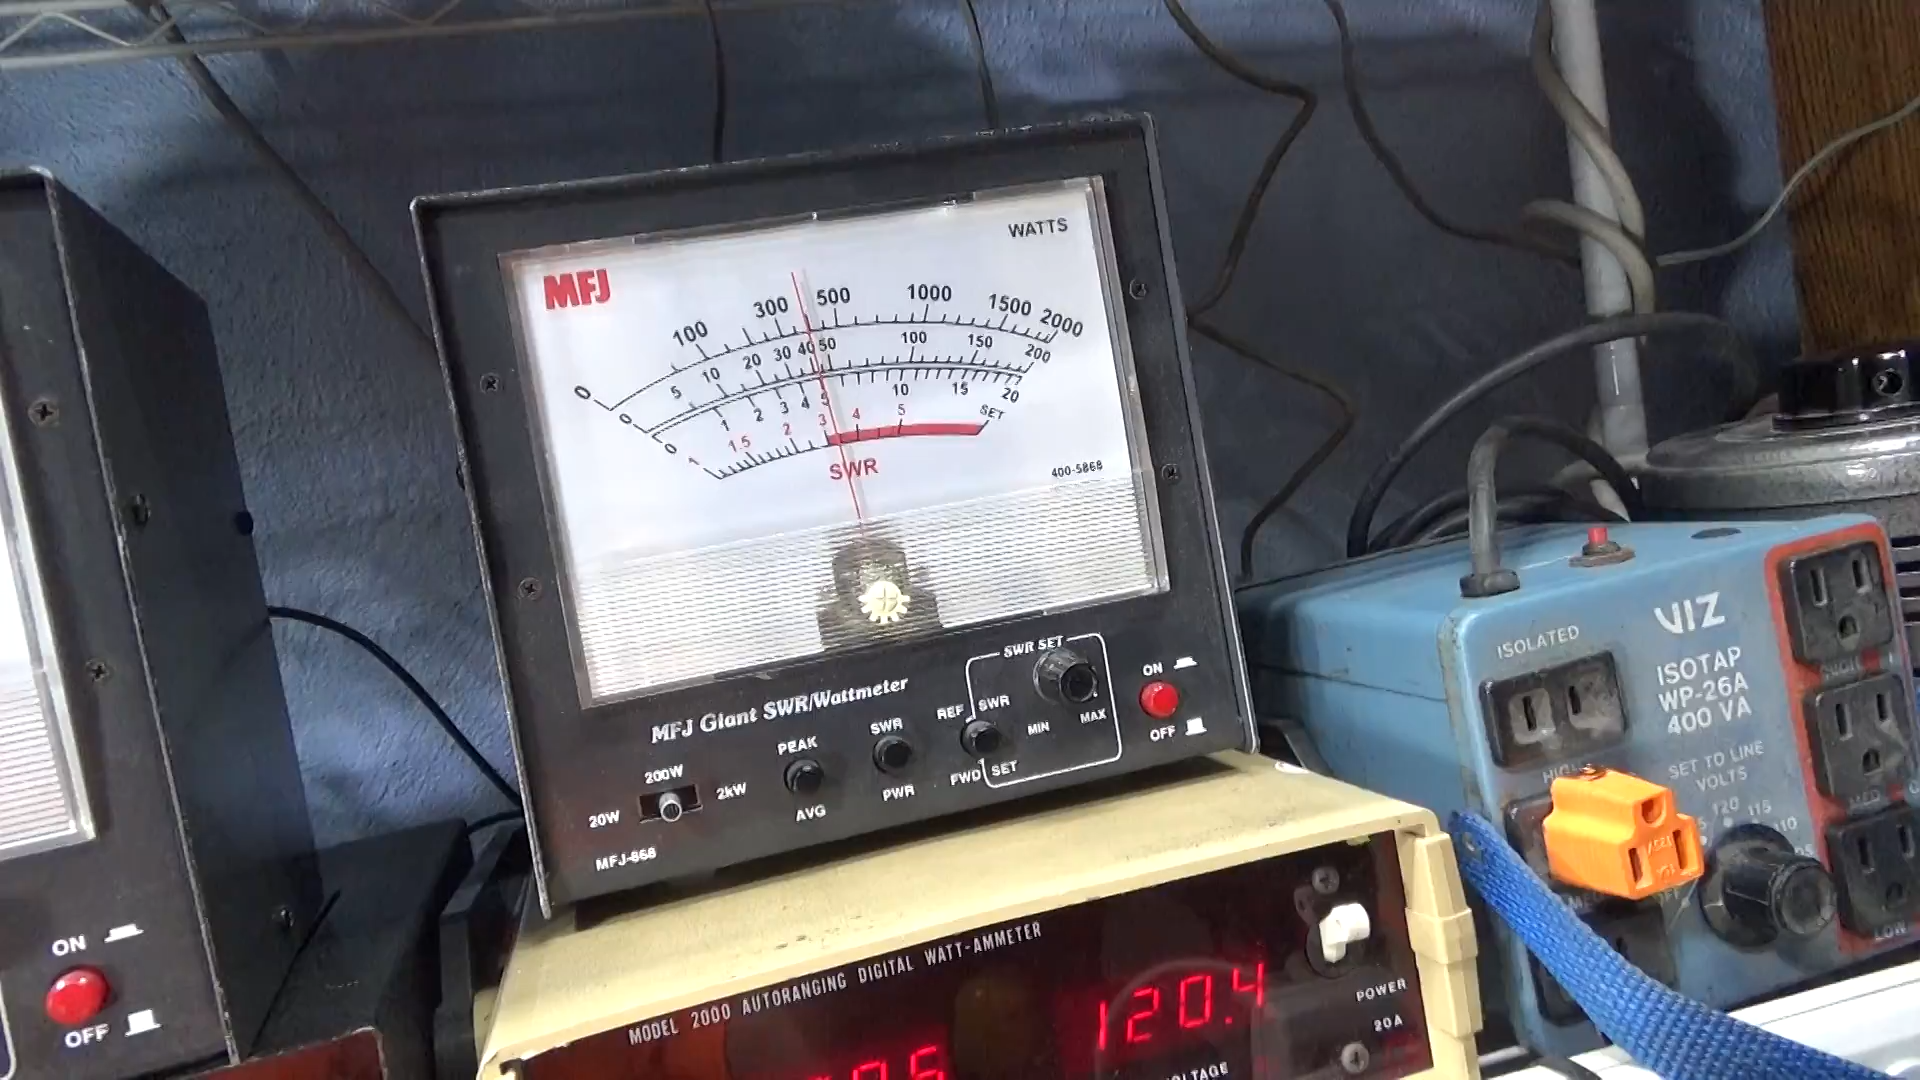 WATTS
MFJ
0 100 300 500 1000 1500 2000
0 5 10 20 30 40 50 100 150 200
0 1 2 3 4 5 10 15 20
1 1.5 2 3 4 5 SET
SWR
400-5868
MFJ Giant SWR/Wattmeter
SWR SET
ON
OFF
REF SWR
FWD SET
MIN MAX
SWR
PWR
PEAK
AVG
200W
20W 2kW
MFJ-868
ON
OFF
MODEL 2000 AUTORANGING DIGITAL WATT-AMMETER
120.4
POWER
20A
VIZ
ISOTAP
WP-26A
400 VA
ISOLATED
SET TO LINE
VOLTS
120 115
HIGH
MED
LOW